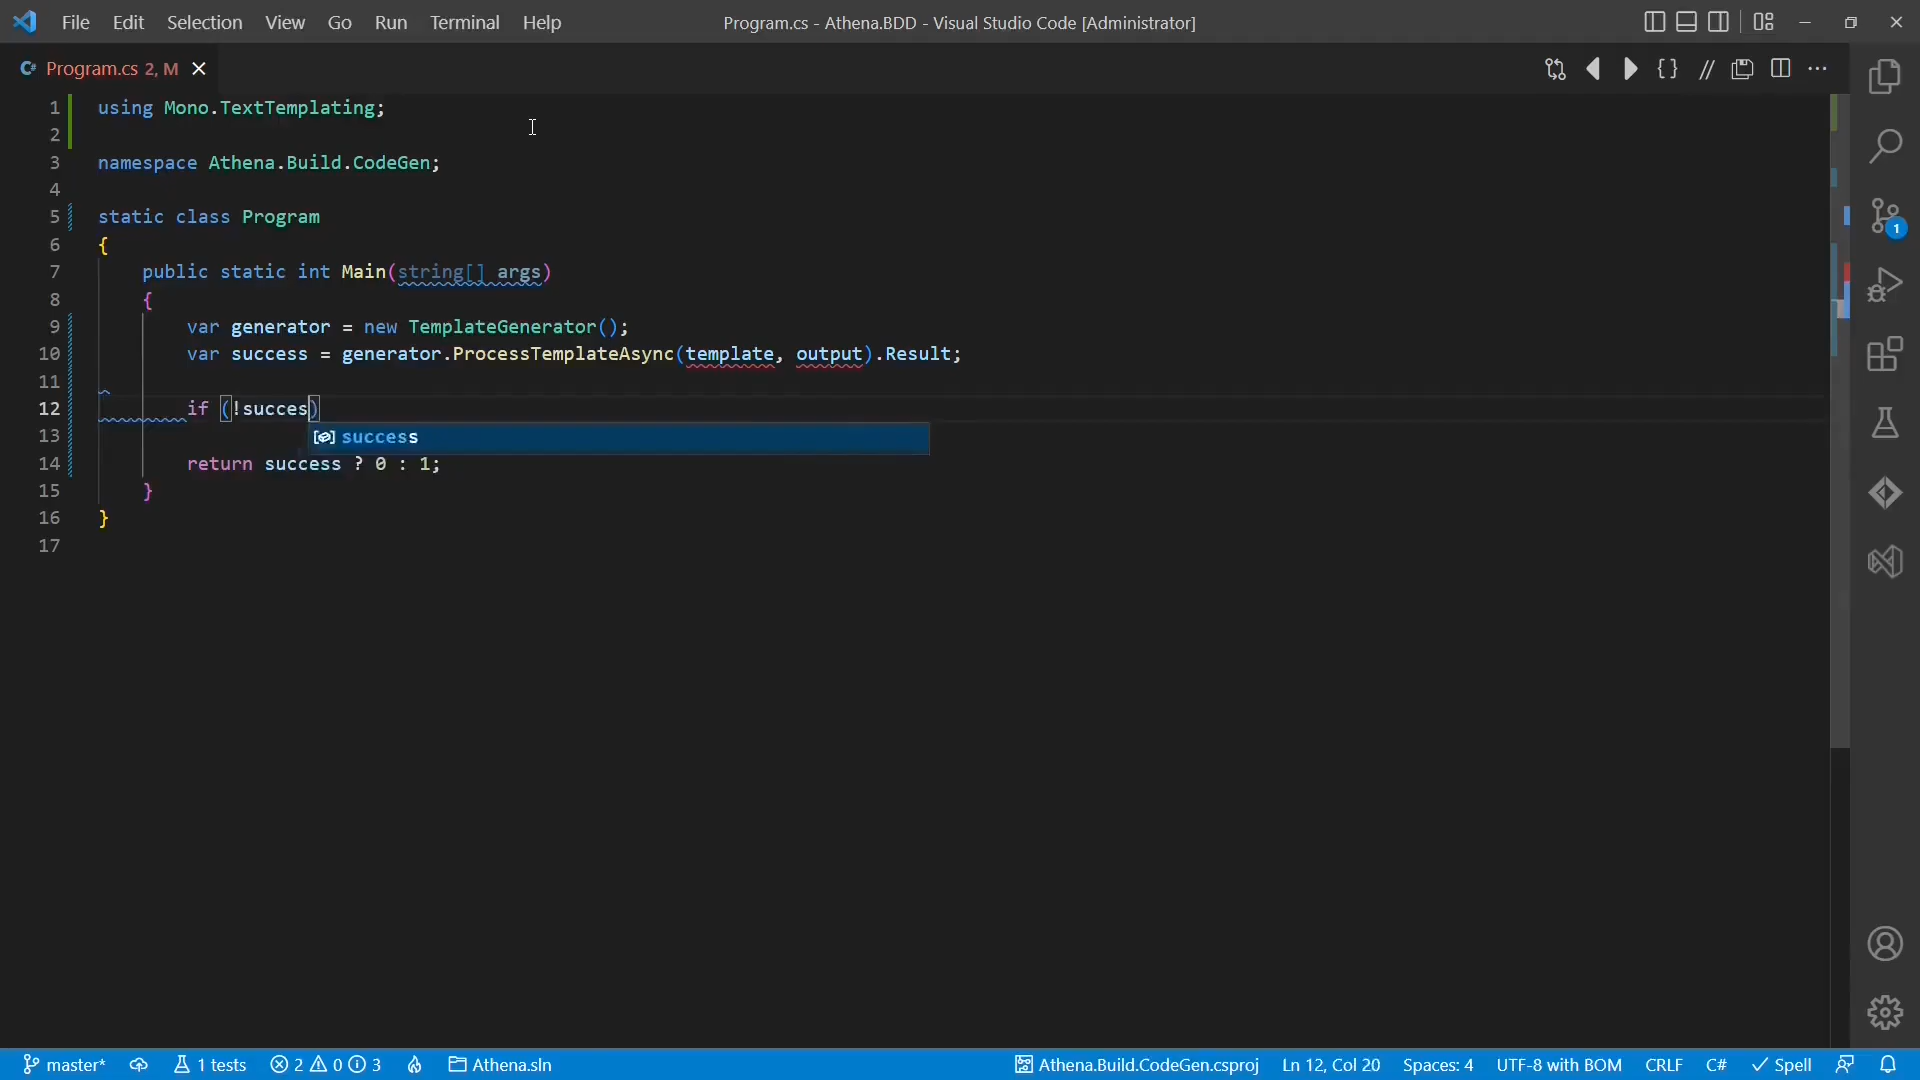 File Edit Selection View Go Run Terminal Help
Program.cs - Athena.BDD - Visual Studio Code [Administrator]
C# Program.cs 2, M
1 using Mono.TextTemplating;
2
3 namespace Athena.Build.CodeGen;
4
5 static class Program
6 {
7 public static int Main(string[] args)
8 {
9 var generator = new TemplateGenerator();
10 var success = generator.ProcessTemplateAsync(template, output).Result;
11
12 if (!succes)
13 success
14 return success ? 0 : 1;
15 }
16 }
17
1
master* 1 tests 2 0 3 Athena.sln Athena.Build.CodeGen.csproj Ln 12, Col 20 Spaces: 4 UTF-8 with BOM CRLF C# Spell